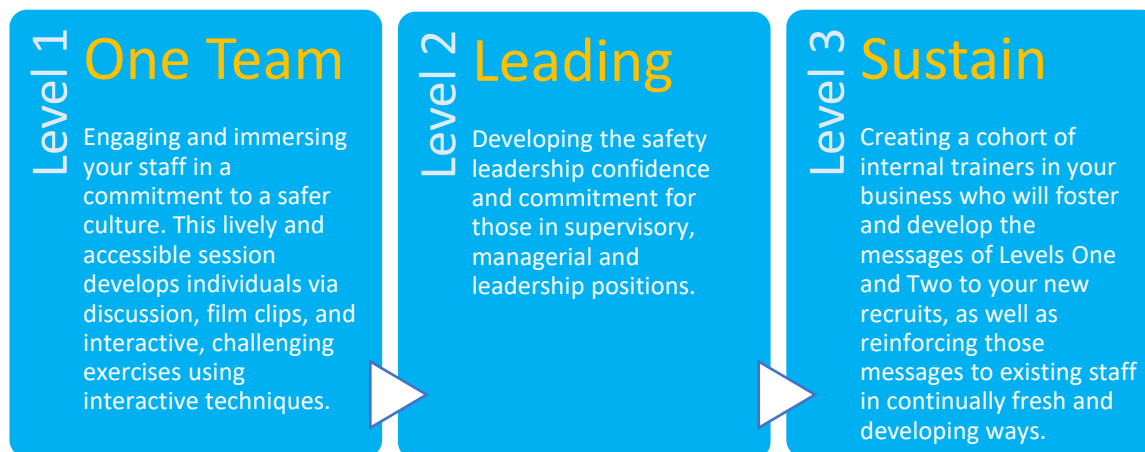 Level 1
One Team
Engaging and immersing
your staff in a
commitment to a safer
culture. This lively and
accessible session
develops individuals via
discussion, film clips, and
interactive, challenging
exercises using
interactive techniques.
Level 2
Leading
Developing the safety
leadership confidence
and commitment for
those in supervisory,
managerial and
leadership positions.
Level 3
Sustain
Creating a cohort of
internal trainers in your
business who will foster
and develop the
messages of Levels One
and Two to your new
recruits, as well as
reinforcing those
messages to existing staff
in continually fresh and
developing ways.